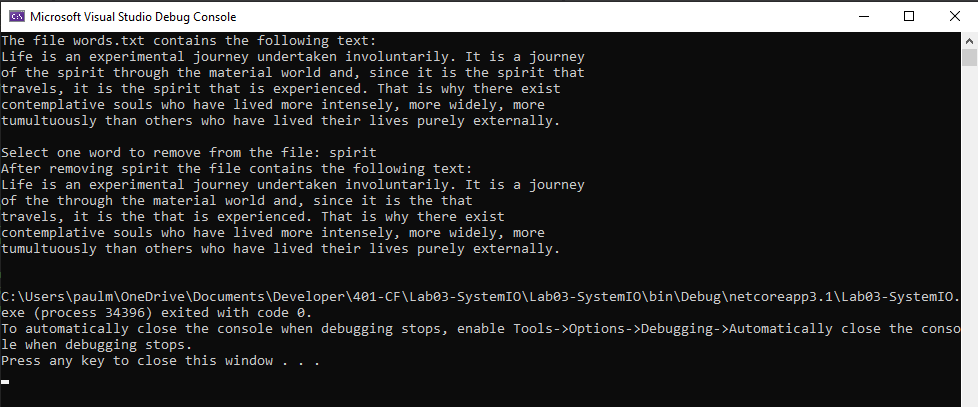 Microsoft Visual Studio Debug Console
The file words.txt contains the following text:
Life is an experimental journey undertaken involuntarily. It is a journey
of the spirit through the material world and, since it is the spirit that
travels, it is the spirit that is experienced. That is why there exist
contemplative souls who have lived more intensely, more widely, more
tumultuously than others who have lived their lives purely externally.

Select one word to remove from the file: spirit
After removing spirit the file contains the following text:
Life is an experimental journey undertaken involuntarily. It is a journey
of the through the material world and, since it is the that
travels, it is the that is experienced. That is why there exist
contemplative souls who have lived more intensely, more widely, more
tumultuously than others who have lived their lives purely externally.

C:\Users\paulm\OneDrive\Documents\Developer\401-CF\Lab03-SystemIO\Lab03-SystemIO\bin\Debug\netcoreapp3.1\Lab03-SystemIO.
exe (process 34396) exited with code 0.
To automatically close the console when debugging stops, enable Tools->Options->Debugging->Automatically close the conso
le when debugging stops.
Press any key to close this window . . .